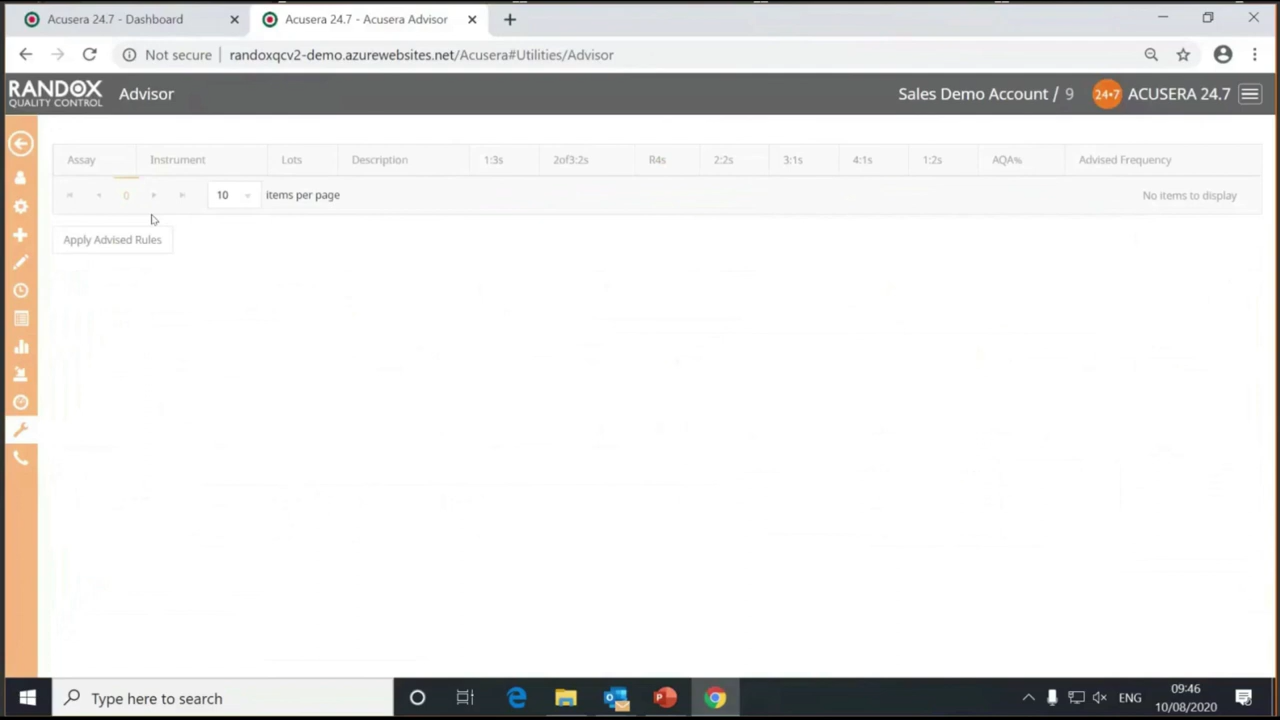 Acusera 24.7 - Dashboard
Acusera 24.7 - Acusera Advisor
Not secure
randoxqcv2-demo.azurewebsites.net/Acusera#Utilities/Advisor
RANDOX
QUALITY CONTROL
Advisor
Sales Demo Account / 9
24•7
ACUSERA 24.7
Assay Instrument Lots Description 1:3s 2of3:2s R4s 2:2s 3:1s 4:1s 1:2s AQA% Advised Frequency
0 10 items per page No items to display
Apply Advised Rules
Type here to search
ENG
09:46
10/08/2020